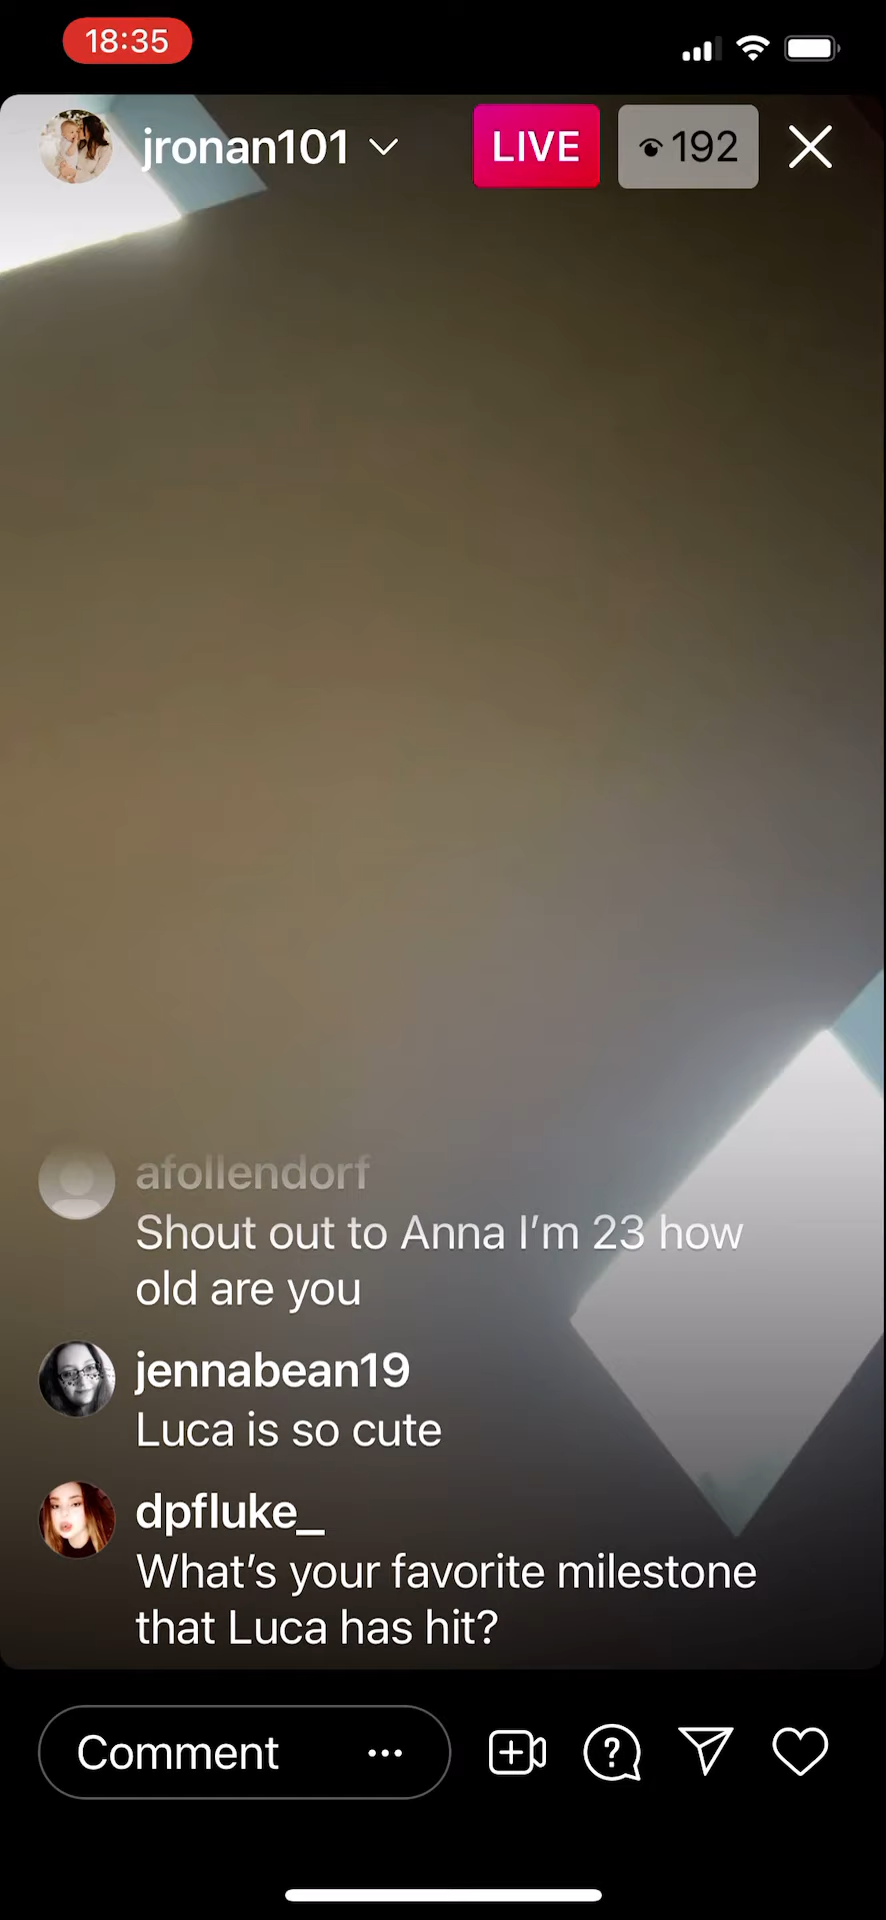 18:35
jronan101
LIVE
192
afollendorf
Shout out to Anna I’m 23 how
old are you
jennabean19
Luca is so cute
dpfluke_
What’s your favorite milestone
that Luca has hit?
Comment